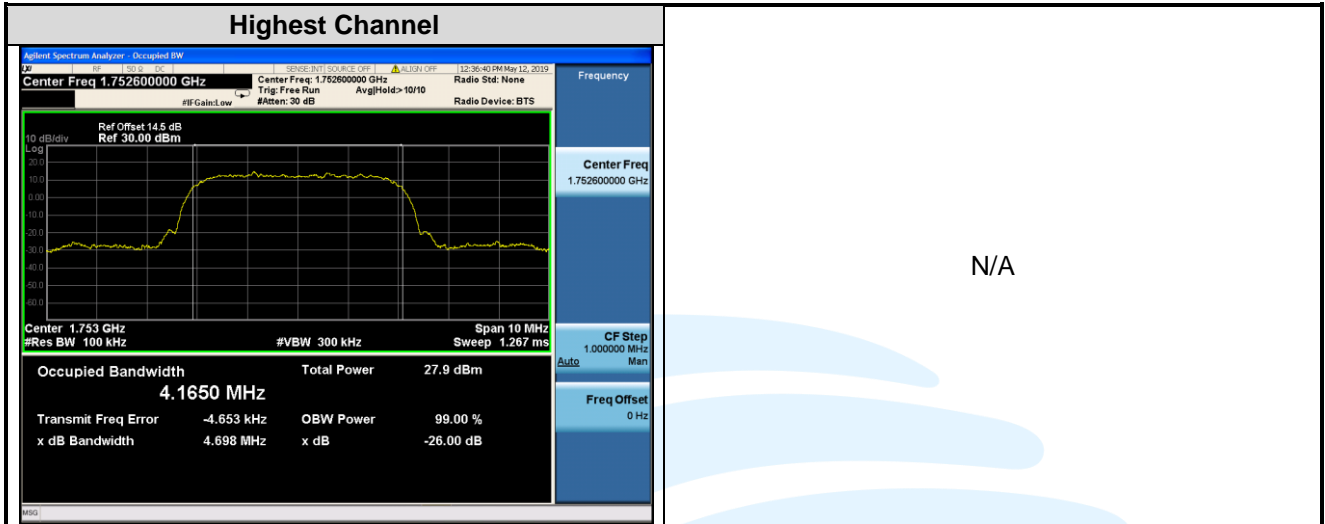 Highest Channel
Agilent Spectrum Analyzer - Occupied BW
RF 50 Ω DC SENSE:INT SOURCE OFF ALIGN OFF 12:36:40 PM May 12, 2019
Center Freq 1.752600000 GHz
Center Freq: 1.752600000 GHz Radio Std: None
Trig: Free Run Avg|Hold:>10/10
#IFGain:Low #Atten: 30 dB Radio Device: BTS
Ref Offset 14.5 dB
10 dB/div Ref 30.00 dBm
Log
20.0
10.0
0.00
-10.0
-20.0
-30.0
-40.0
-50.0
-60.0
Center 1.753 GHz Span 10 MHz
#Res BW 100 kHz #VBW 300 kHz Sweep 1.267 ms
Occupied Bandwidth Total Power 27.9 dBm
4.1650 MHz
Transmit Freq Error -4.653 kHz OBW Power 99.00 %
x dB Bandwidth 4.698 MHz x dB -26.00 dB
MSG
Frequency
Center Freq
1.752600000 GHz
CF Step
1.000000 MHz
Auto Man
Freq Offset
0 Hz
N/A